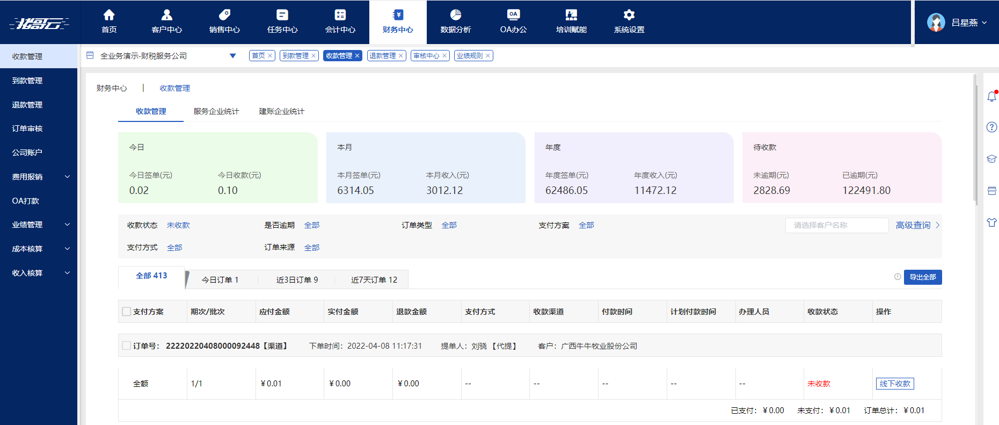 猪哥云
首页 客户中心 销售中心 任务中心 会计中心 财务中心 数据分析 OA办公 培训赋能 系统设置 吕星燕
收款管理
到款管理
退款管理
订单审核
公司账户
费用报销
OA打款
业绩管理
成本核算
收入核算
全业务演示-财税服务公司 首页 × 到款管理 × 收款管理 × 退款管理 × 审核中心 × 业绩规则 ×
财务中心 | 收款管理
收款管理 服务企业统计 建账企业统计
今日
今日签单(元) 今日收款(元)
0.02 0.10
本月
本月签单(元) 本月收入(元)
6314.05 3012.12
年度
年度签单(元) 年度收入(元)
62486.05 11472.12
待收款
未逾期(元) 已逾期(元)
2828.69 122491.80
收款状态 未收款 是否逾期 全部 订单类型 全部 支付方案 全部 请选择客户名称 高级查询
支付方式 全部 订单来源 全部
全部 413 今日订单 1 近3日订单 9 近7天订单 12 导出全部
支付方案 期次/批次 应付金额 实付金额 退款金额 支付方式 收款渠道 付款时间 计划付款时间 办理人员 收款状态 操作
订单号： 22220220408000092448【渠道】 下单时间：2022-04-08 11:17:31 提单人：刘骁 【代提】 客户：广西牛牛牧业股份公司
全额 1/1 ￥0.01 ￥0.00 ￥0.00 -- -- -- -- -- 未收款 线下收款
已支付：￥0.00 未支付：￥0.01 订单总计：￥0.01